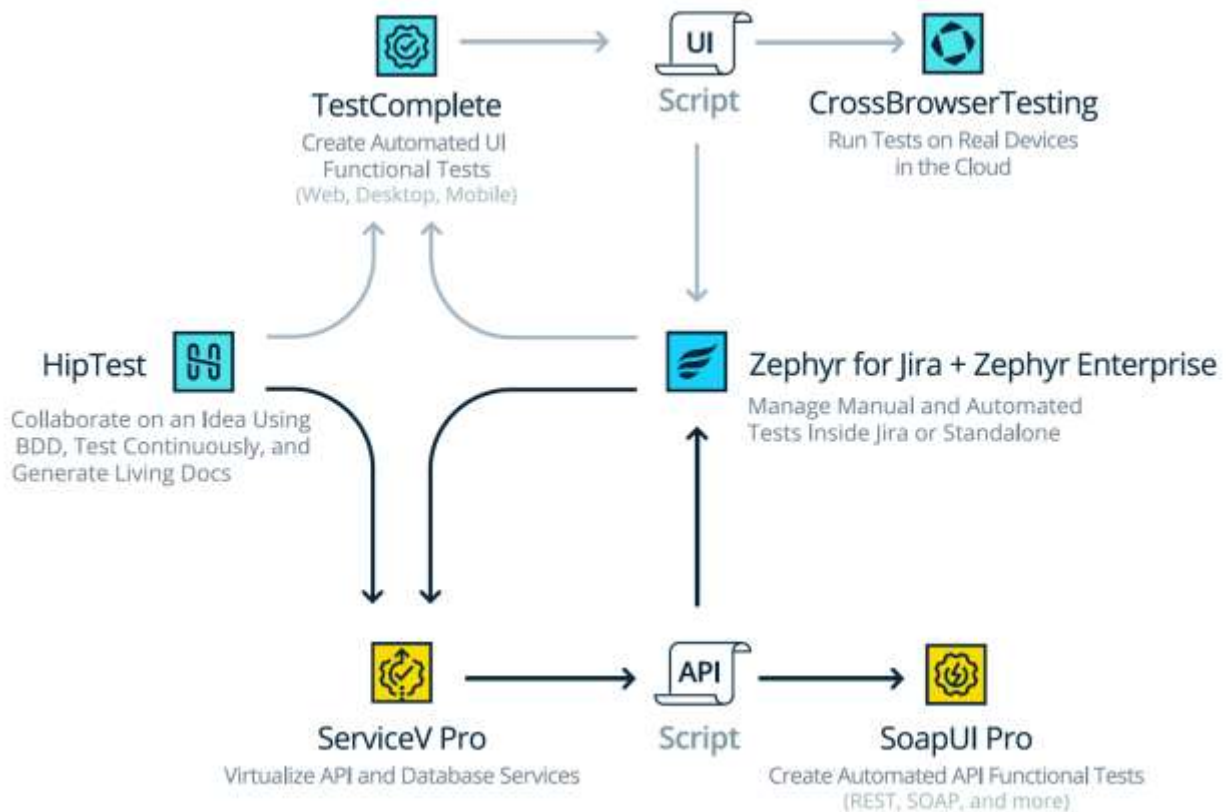 UI
Script
TestComplete
Create Automated UI
Functional Tests
(Web, Desktop, Mobile)
CrossBrowserTesting
Run Tests on Real Devices
in the Cloud
HipTest
Collaborate on an Idea Using
BDD, Test Continuously, and
Generate Living Docs
Zephyr for Jira + Zephyr Enterprise
Manage Manual and Automated
Tests Inside Jira or Standalone
ServiceV Pro
Virtualize API and Database Services
API
Script
SoapUI Pro
Create Automated API Functional Tests
(REST, SOAP, and more)